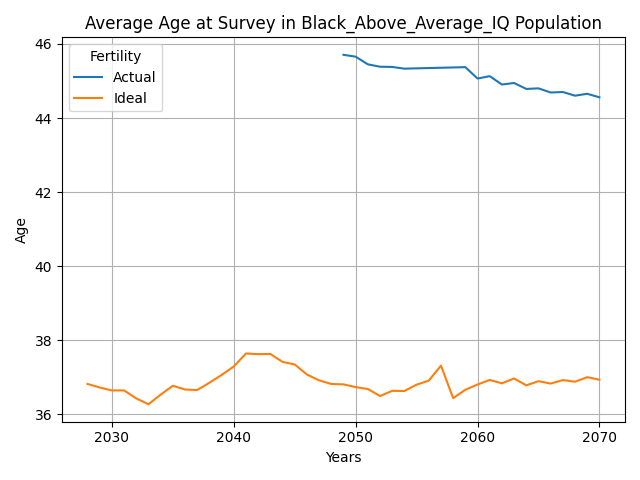 Average Age at Survey in Black_Above_Average_IQ Population
Fertility
Actual
Ideal
46
44
42
40
38
36
Age
2030
2040
2050
2060
2070
Years